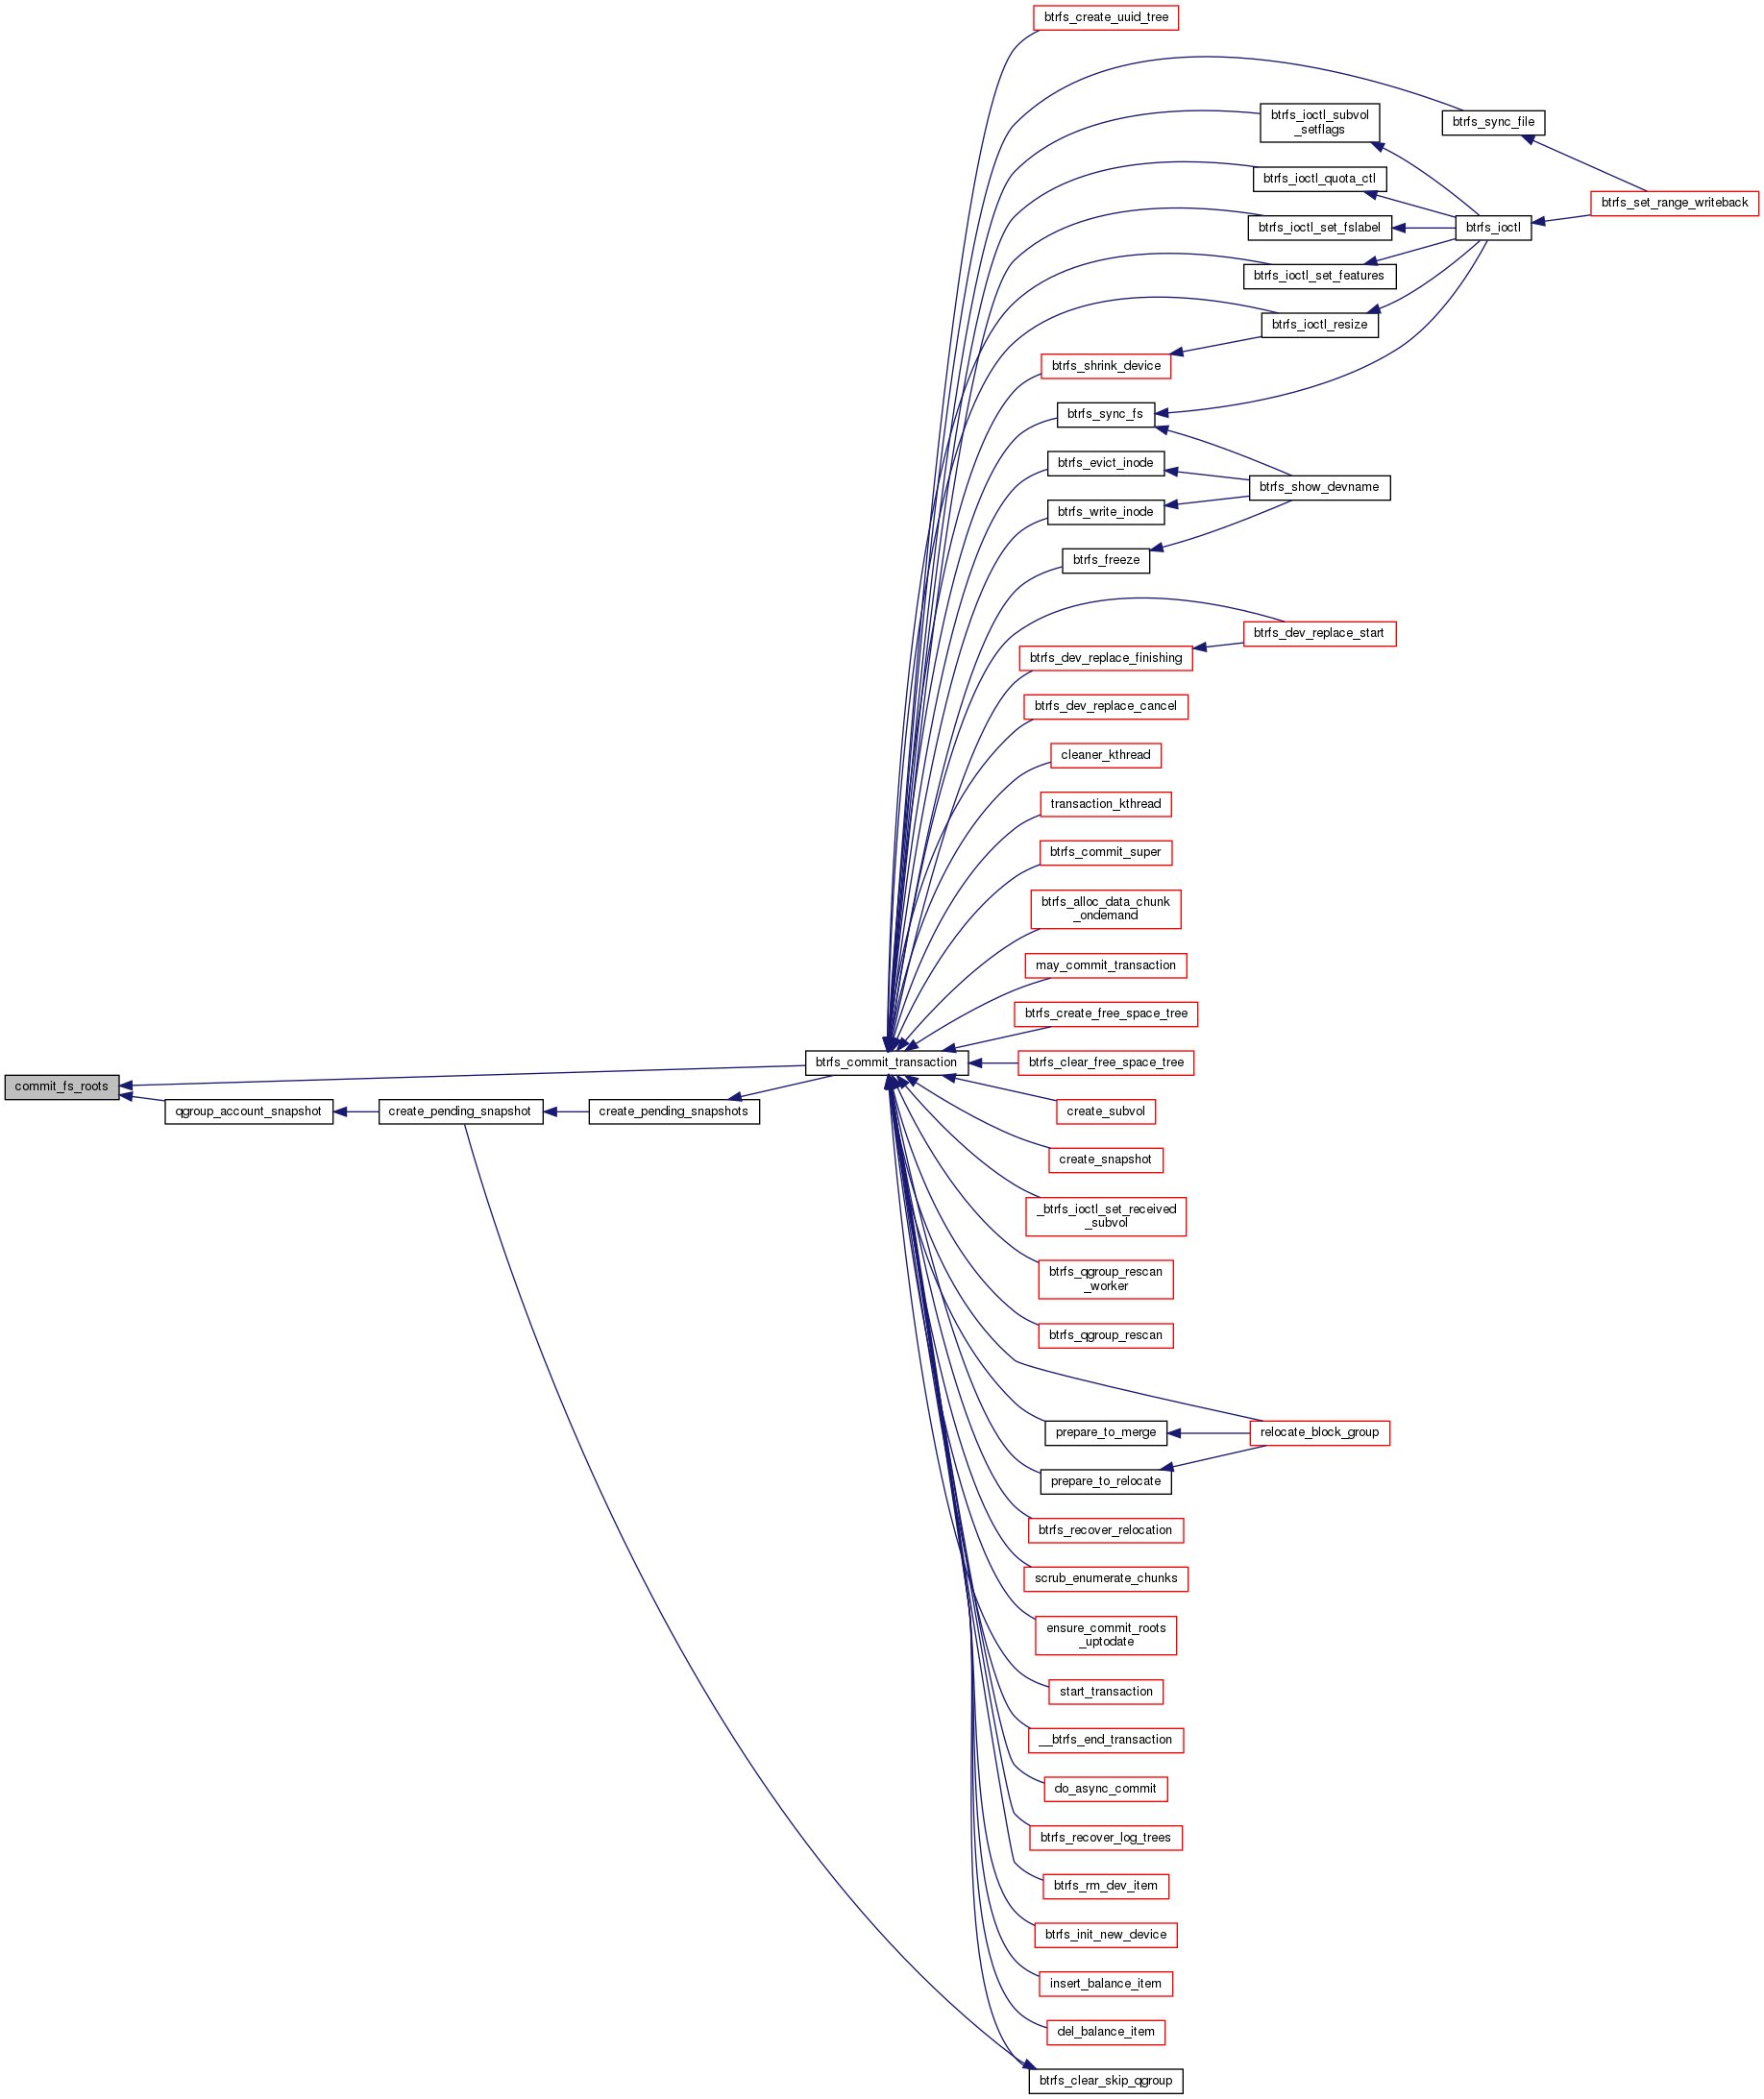 btrfs_create_uuid_tree
btrfs_ioctl_subvol
_setflags
btrfs_sync_file
btrfs_ioctl_quota_ctl
btrfs_set_range_writeback
btrfs_ioctl_set_fslabel
btrfs_ioctl
btrfs_ioctl_set_features
btrfs_ioctl_resize
btrfs_shrink_device
btrfs_sync_fs
btrfs_evict_inode
btrfs_show_devname
btrfs_write_inode
btrfs_freeze
btrfs_dev_replace_start
btrfs_dev_replace_finishing
btrfs_dev_replace_cancel
cleaner_kthread
transaction_kthread
btrfs_commit_super
btrfs_alloc_data_chunk
_ondemand
may_commit_transaction
btrfs_create_free_space_tree
btrfs_commit_transaction
btrfs_clear_free_space_tree
commit_fs_roots
qgroup_account_snapshot
create_pending_snapshot
create_pending_snapshots
create_subvol
create_snapshot
_btrfs_ioctl_set_received
_subvol
btrfs_qgroup_rescan
_worker
btrfs_qgroup_rescan
prepare_to_merge
relocate_block_group
prepare_to_relocate
btrfs_recover_relocation
scrub_enumerate_chunks
ensure_commit_roots
_uptodate
start_transaction
__btrfs_end_transaction
do_async_commit
btrfs_recover_log_trees
btrfs_rm_dev_item
btrfs_init_new_device
insert_balance_item
del_balance_item
btrfs_clear_skip_qgroup